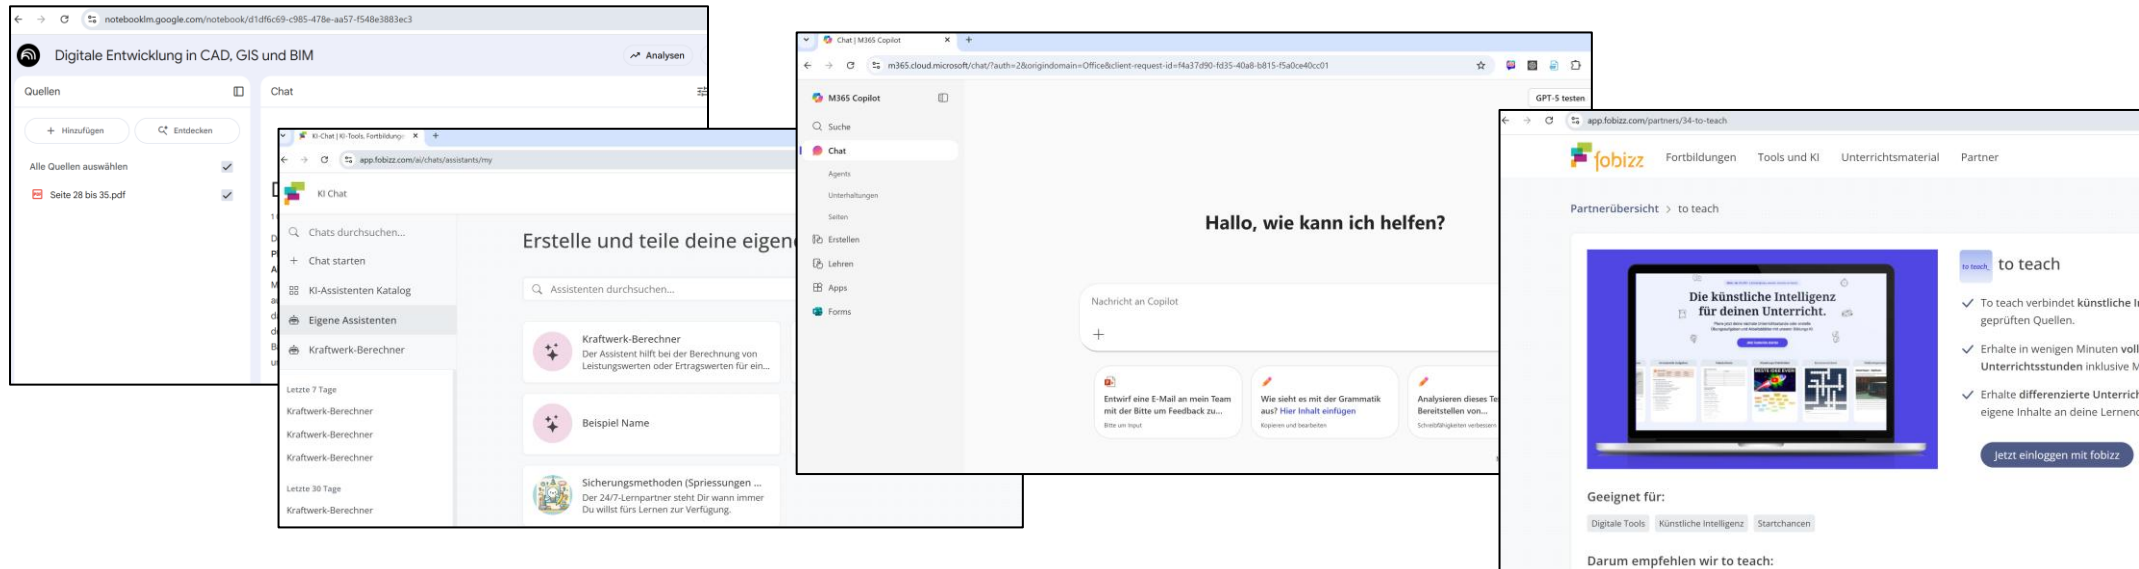 notebooklm.google.com/notebook/d1df6c69-c985-478e-aa57-f548e3883ec3
Digitale Entwicklung in CAD, GIS und BIM
Analysen
Quellen
Chat
+ Hinzufügen
Entdecken
Alle Quellen auswählen
Seite 28 bis 35.pdf
KI-Chat | KI-Tools, Fortbildunge
app.fobizz.com/ai/chats/assistants/my
KI Chat
Chats durchsuchen...
+ Chat starten
KI-Assistenten Katalog
Eigene Assistenten
Kraftwerk-Berechner
Letzte 7 Tage
Kraftwerk-Berechner
Kraftwerk-Berechner
Kraftwerk-Berechner
Letzte 30 Tage
Kraftwerk-Berechner
Erstelle und teile deine eigen
Assistenten durchsuchen...
Kraftwerk-Berechner
Der Assistent hilft bei der Berechnung von
Leistungswerten oder Ertragswerten für ein...
Beispiel Name
Sicherungsmethoden (Spriessungen ...
Der 24/7-Lernpartner steht Dir wann immer
Du willst fürs Lernen zur Verfügung.
Chat | M365 Copilot
m365.cloud.microsoft/chat/?auth=2&origindomain=Office&client-request-id=f4a37d90-fd35-40a8-b815-f5a0ce40cc01
M365 Copilot
GPT-5 testen
Suche
Chat
Agents
Unterhaltungen
Seiten
Erstellen
Lehren
Apps
Forms
Hallo, wie kann ich helfen?
Nachricht an Copilot
Entwirf eine E-Mail an mein Team
mit der Bitte um Feedback zu...
Bitte um Input
Wie sieht es mit der Grammatik
aus? Hier Inhalt einfügen
Kopieren und bearbeiten
Analysieren dieses Te
Bereitstellen von...
Schreibfähigkeiten verbessern
app.fobizz.com/partners/34-to-teach
fobizz
Fortbildungen
Tools und KI
Unterrichtsmaterial
Partner
Partnerübersicht > to teach
Die künstliche Intelligenz
für deinen Unterricht.
to teach_
to teach
To teach verbindet künstliche In
geprüften Quellen.
Erhalte in wenigen Minuten voll
Unterrichtsstunden inklusive M
Erhalte differenzierte Unterrich
eigene Inhalte an deine Lernend
Jetzt einloggen mit fobizz
Geeignet für:
Digitale Tools
Künstliche Intelligenz
Startchancen
Darum empfehlen wir to teach: